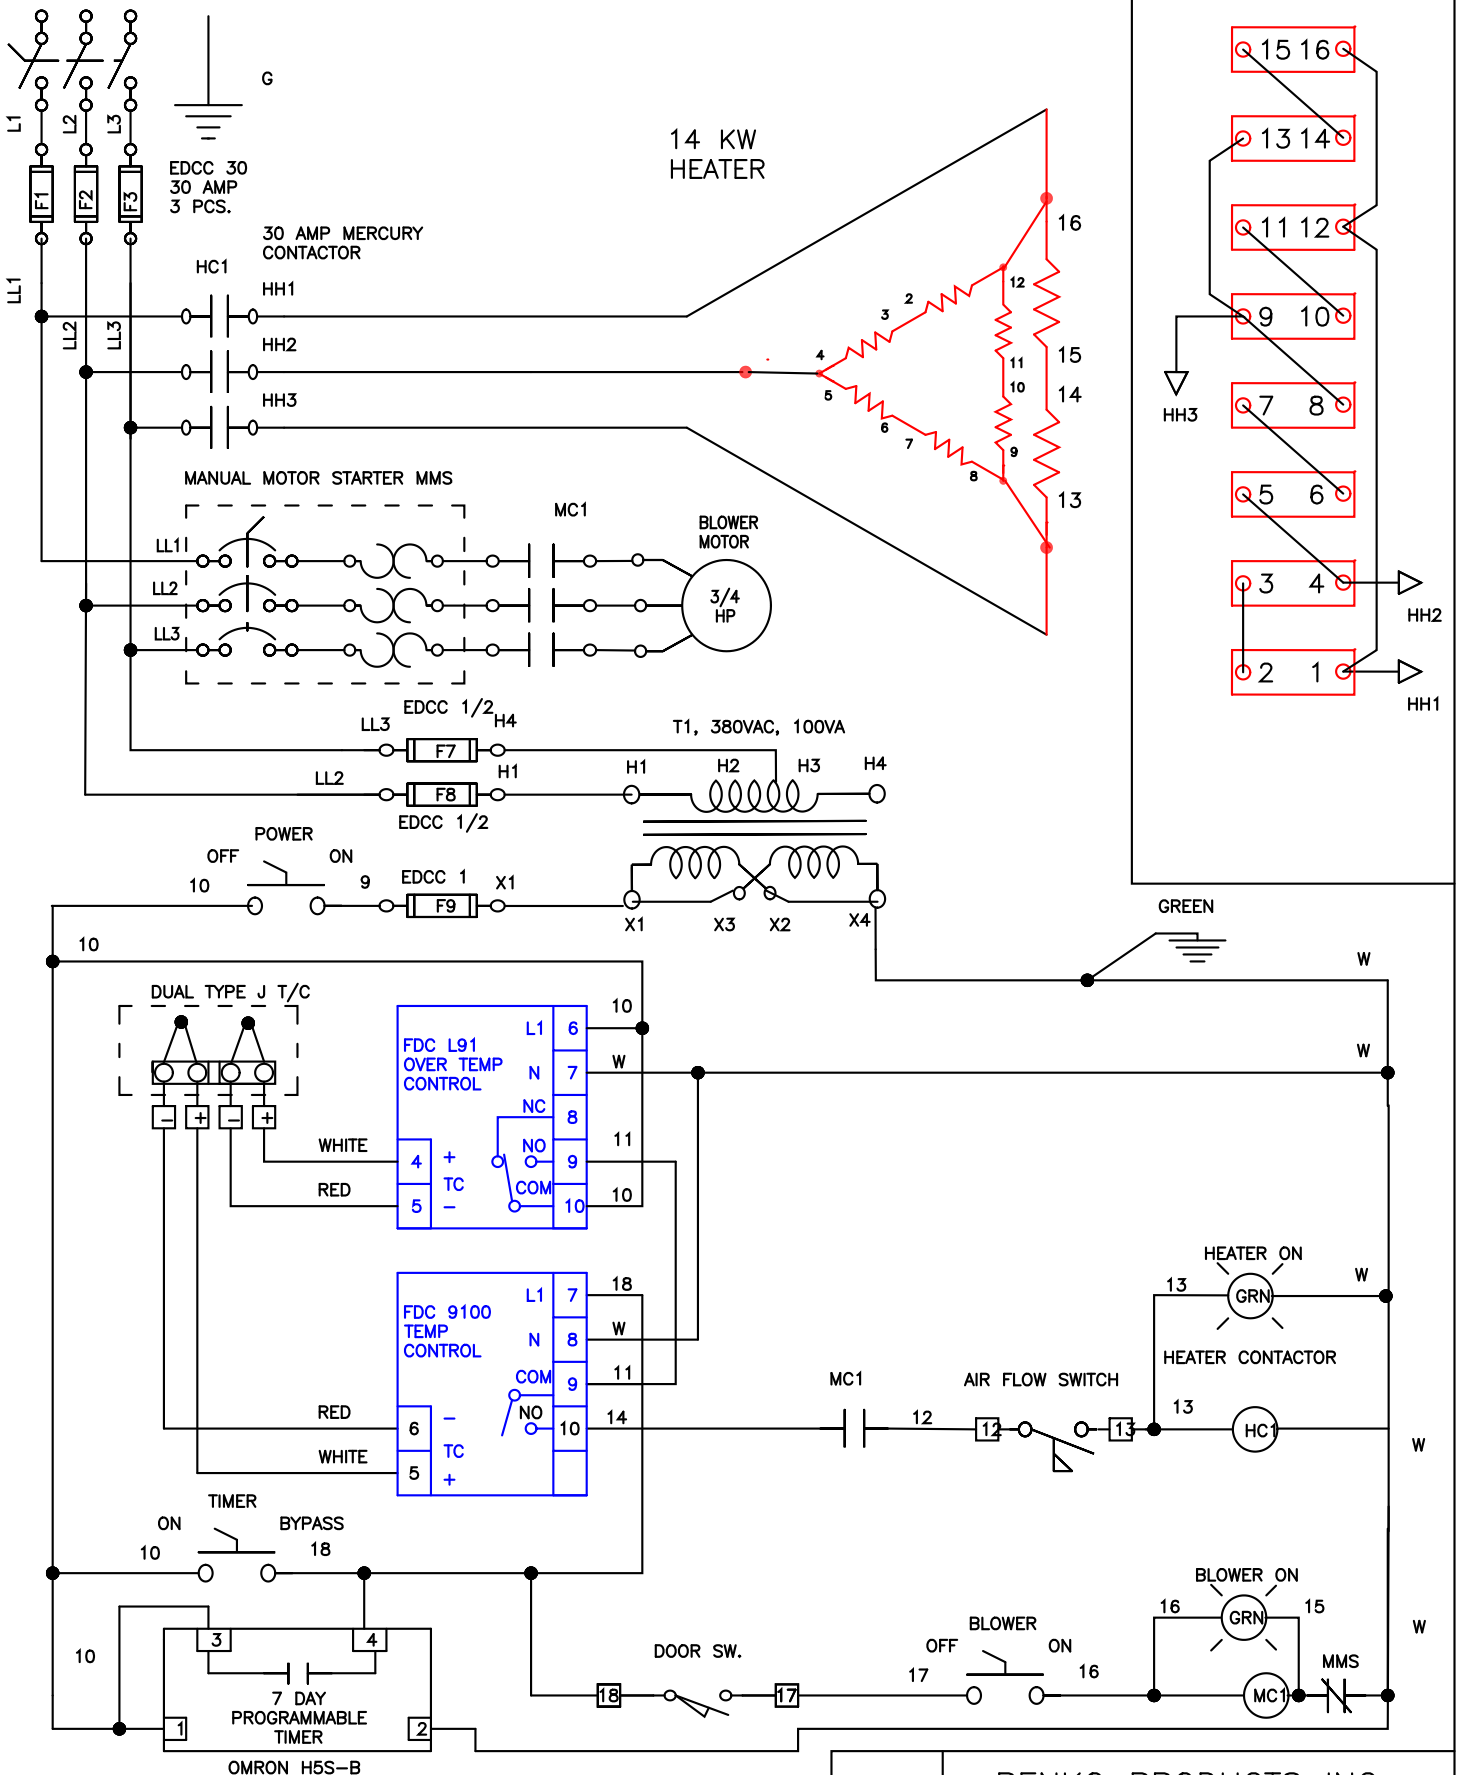 G
L1
L2
L3
F1
F2
F3
EDCC 30
30 AMP
3 PCS.
14 KW
HEATER
30 AMP MERCURY
CONTACTOR
HC1
LL1
LL2
LL3
HH1
HH2
HH3
16
12
2
3
4
5
6
7
8
11
10
9
15
14
13
15 16
13 14
11 12
9 10
7 8
5 6
3 4
2 1
HH3
HH2
HH1
MANUAL MOTOR STARTER MMS
MC1
BLOWER
MOTOR
3/4
HP
LL1
LL2
LL3
EDCC 1/2
LL3
F7
H4
LL2
F8
H1
EDCC 1/2
T1, 380VAC, 100VA
H1
H2
H3
H4
POWER
OFF
ON
10
9
EDCC 1
F9
X1
X1
X3
X2
X4
GREEN
W
10
DUAL TYPE J T/C
FDC L91
OVER TEMP
CONTROL
L1 6
N 7
NC 8
NO 9
COM 10
10
W
11
10
W
- + - +
WHITE
RED
4 +
TC
5 -
FDC 9100
TEMP
CONTROL
L1 7
N 8
COM 9
NO 10
18
W
11
14
RED
WHITE
6 -
TC
5 +
HEATER ON
13
GRN
W
HEATER CONTACTOR
MC1
AIR FLOW SWITCH
12
12
13
13
HC1
W
TIMER
ON
BYPASS
10
18
10
3
4
7 DAY
PROGRAMMABLE
TIMER
1
2
OMRON H5S-B
DOOR SW.
18
17
BLOWER
OFF
ON
17
16
BLOWER ON
16
GRN
15
MC1
MMS
W
BENKO PRODUCTS INC